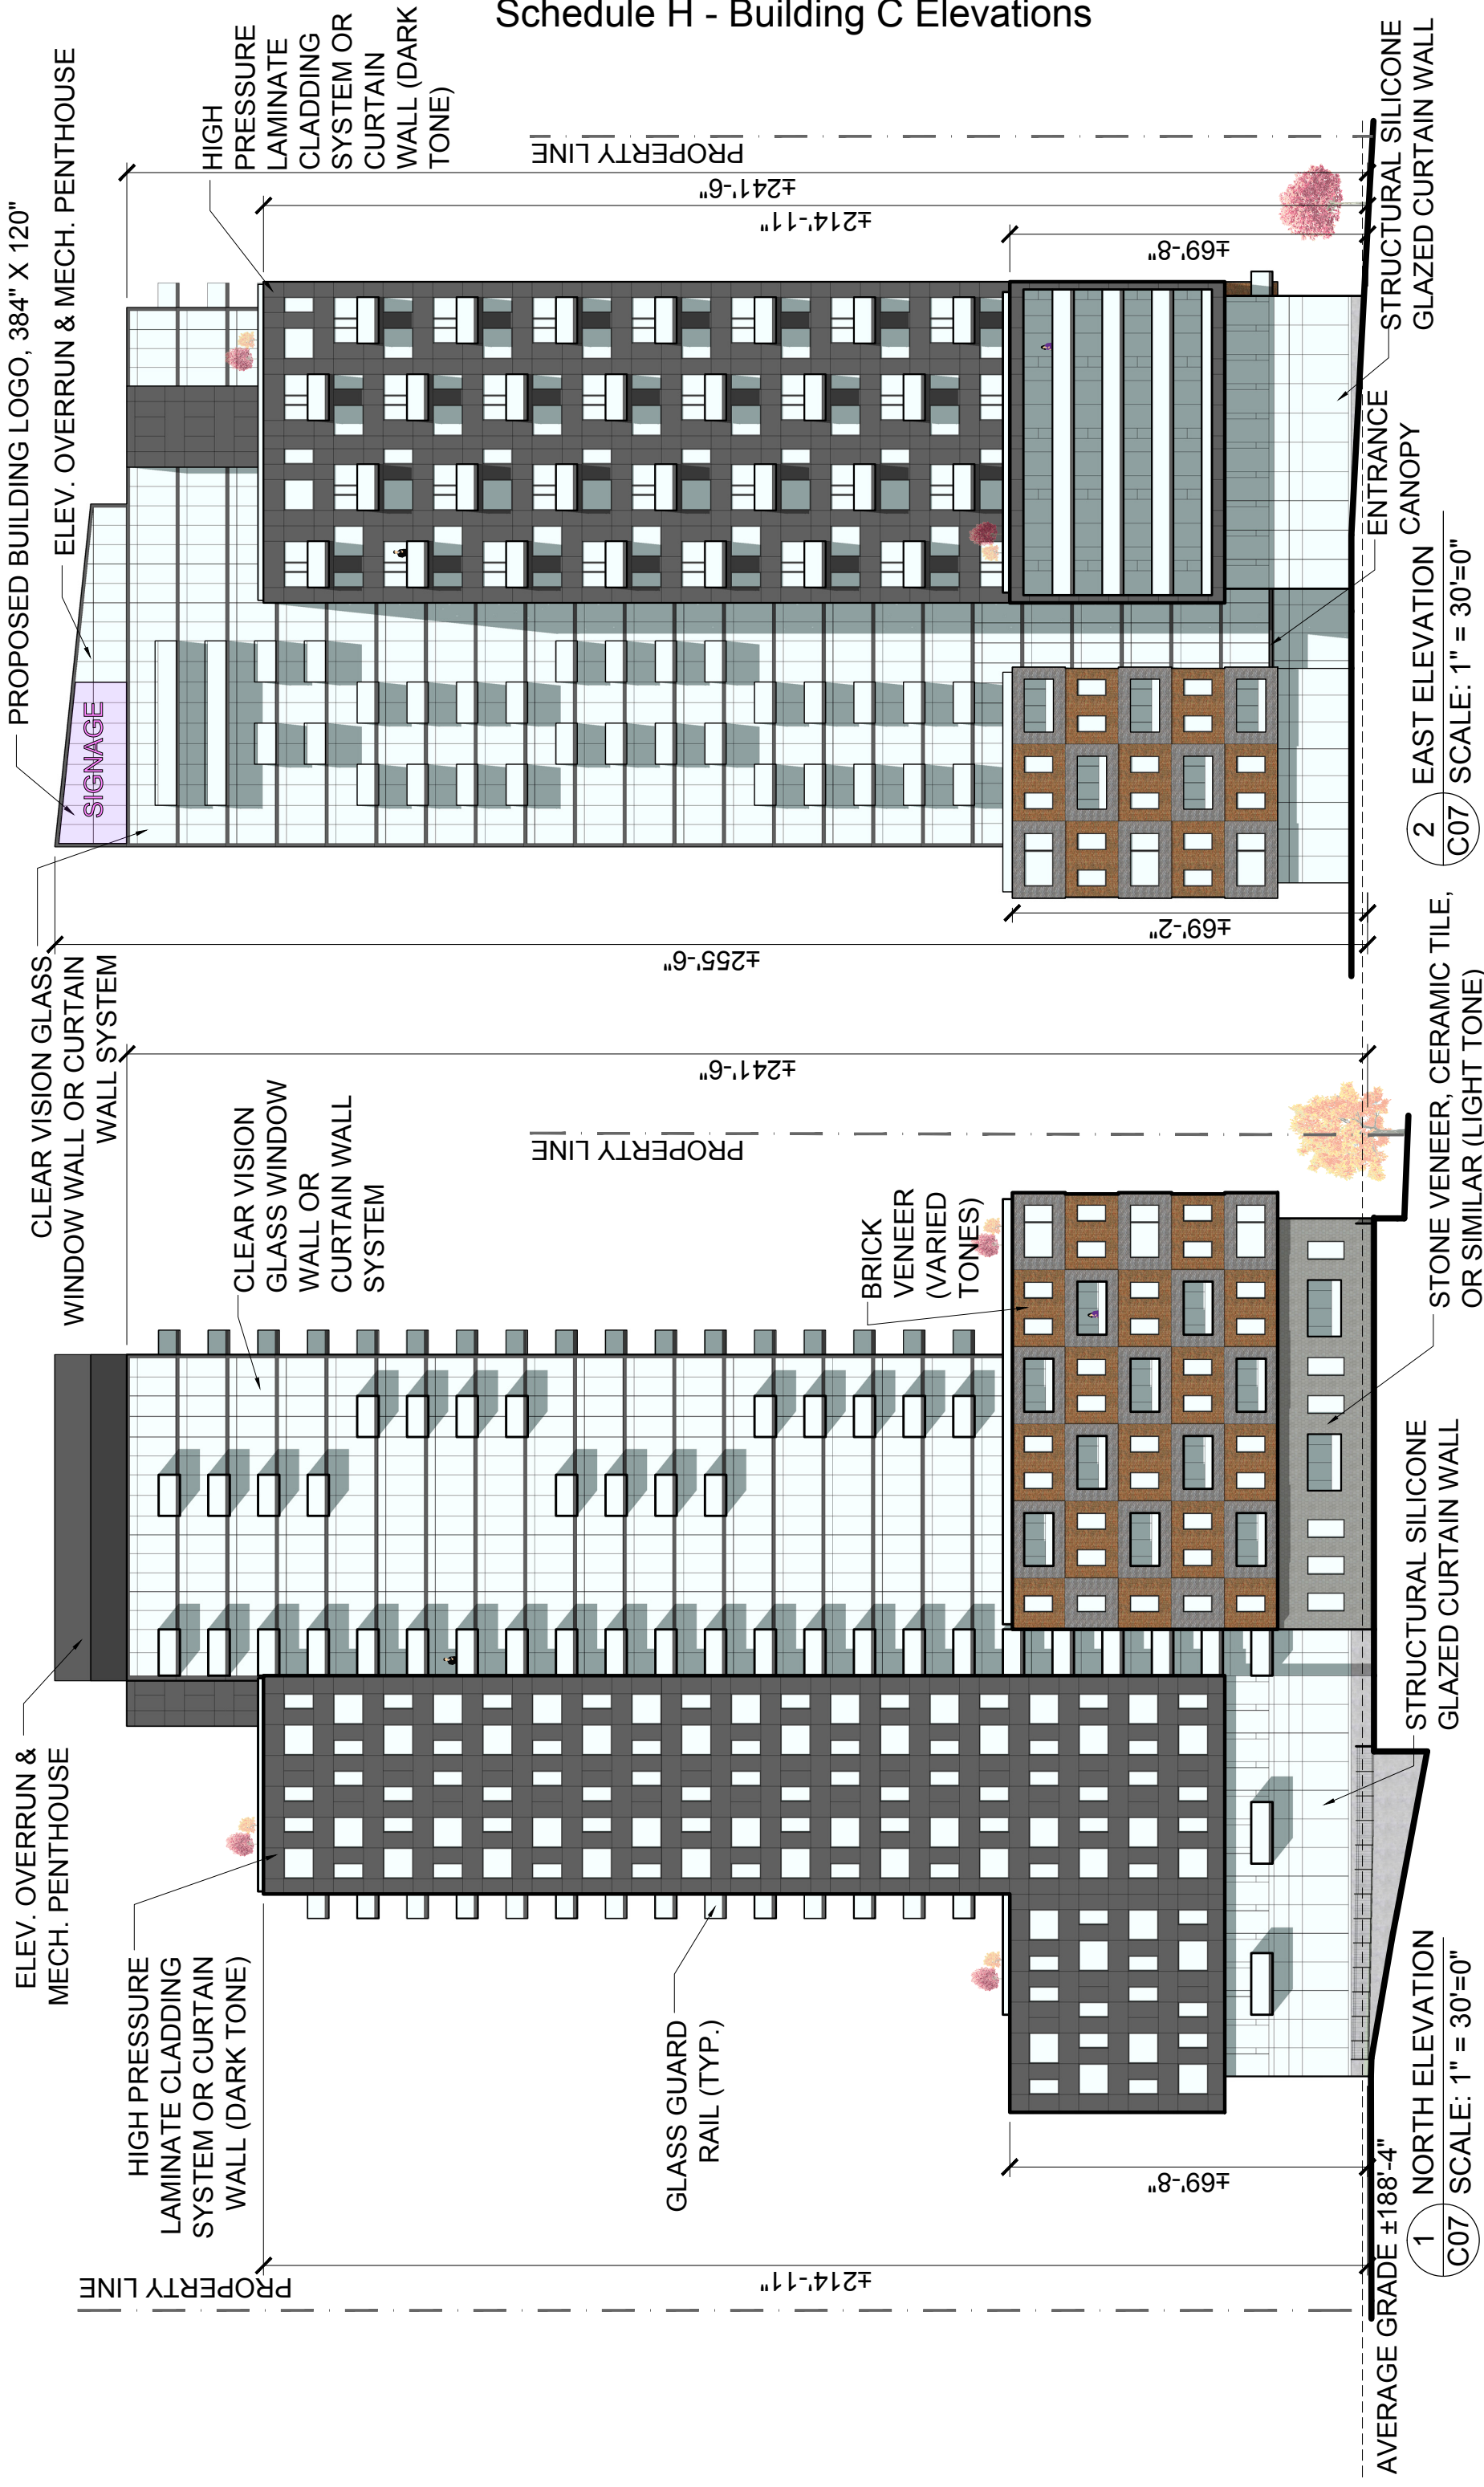 Schedule H - Building C Elevations
ELEV. OVERRUN &
MECH. PENTHOUSE
HIGH PRESSURE
LAMINATE CLADDING
SYSTEM OR CURTAIN
WALL (DARK TONE)
PROPERTY LINE
±214'-11"
GLASS GUARD
RAIL (TYP.)
±69'-8"
AVERAGE GRADE ±188'-4"
1
C07
NORTH ELEVATION
SCALE: 1" = 30'=0"
CLEAR VISION
GLASS WINDOW
WALL OR
CURTAIN WALL
SYSTEM
BRICK
VENEER
(VARIED
TONES)
PROPERTY LINE
±241'-6"
STRUCTURAL SILICONE
GLAZED CURTAIN WALL
STONE VENEER, CERAMIC TILE,
OR SIMILAR (LIGHT TONE)
CLEAR VISION GLASS
WINDOW WALL OR CURTAIN
WALL SYSTEM
PROPOSED BUILDING LOGO, 384" X 120"
ELEV. OVERRUN & MECH. PENTHOUSE
SIGNAGE
±255'-6"
±69'-2"
HIGH
PRESSURE
LAMINATE
CLADDING
SYSTEM OR
CURTAIN
WALL (DARK
TONE)
PROPERTY LINE
±241'-6"
±214'-11"
±69'-8"
STRUCTURAL SILICONE
GLAZED CURTAIN WALL
ENTRANCE
CANOPY
2
C07
EAST ELEVATION
SCALE: 1" = 30'=0"